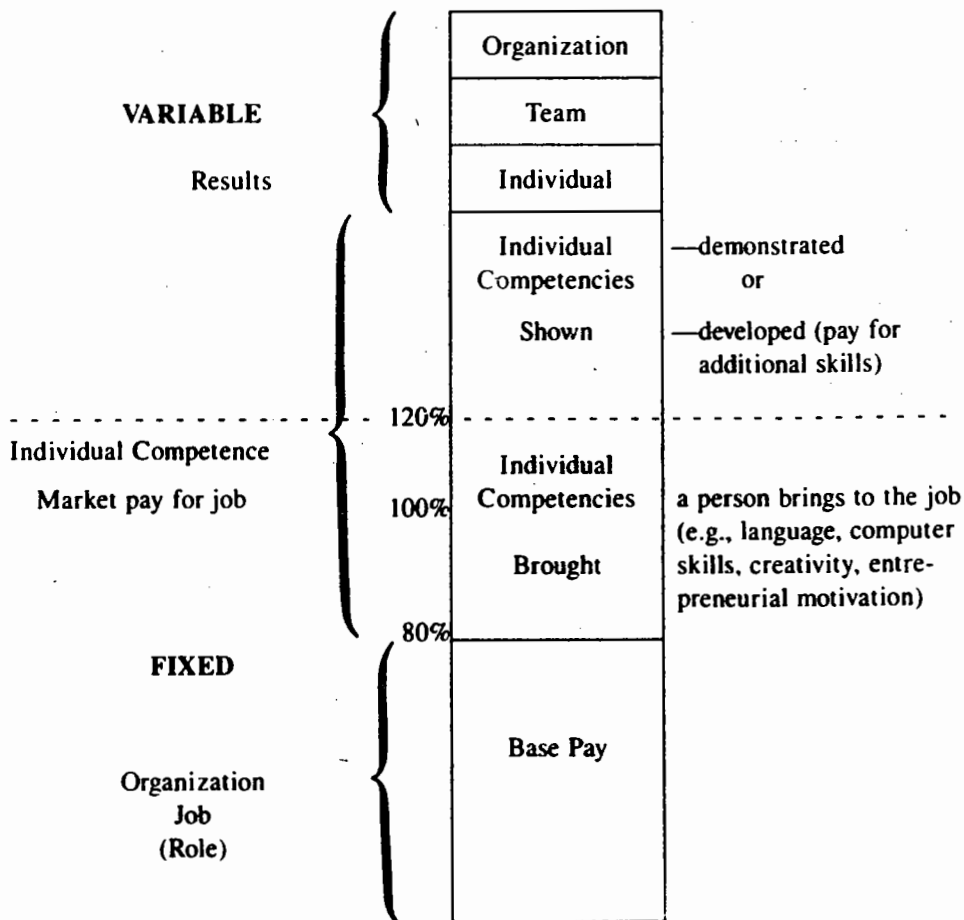 Organization
VARIABLE
Team
Results
Individual
Individual
Competencies
Shown
—demonstrated
or
—developed (pay for
additional skills)
120%
Individual Competence
Market pay for job
100%
Individual
Competencies
Brought
a person brings to the job
(e.g., language, computer
skills, creativity, entre-
preneurial motivation)
80%
FIXED
Base Pay
Organization
Job
(Role)